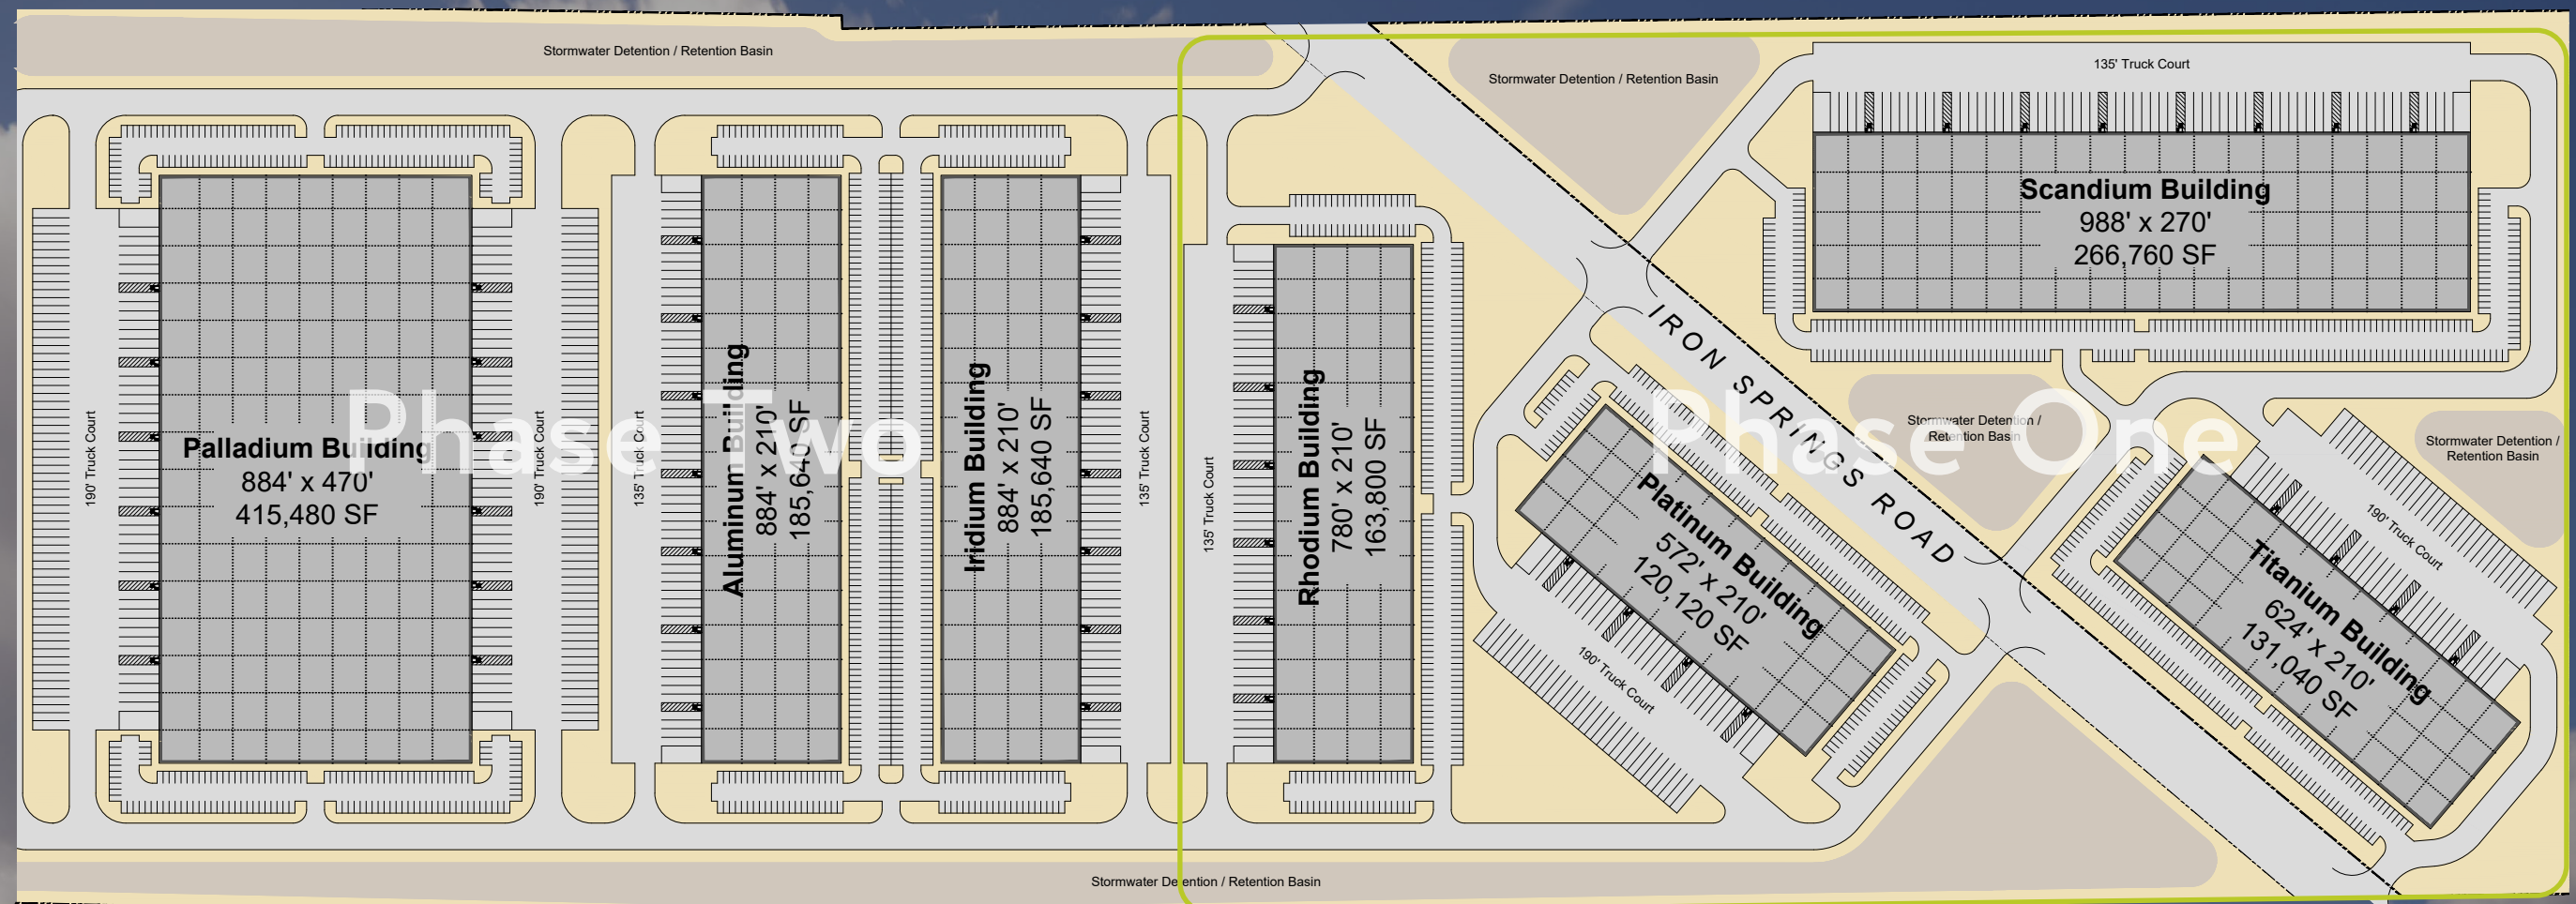 Stormwater Detention / Retention Basin
Stormwater Detention / Retention Basin
135' Truck Court
Scandium Building
988' x 270'
266,760 SF
190' Truck Court
Palladium Building
884' x 470'
415,480 SF
190' Truck Court
135' Truck Court
Aluminum Building
884' x 210'
185,640 SF
Iridium Building
884' x 210'
185,640 SF
135' Truck Court
Phase Two
135' Truck Court
Rhodium Building
780' x 210'
163,800 SF
IRON SPRINGS ROAD
Phase One
Platinum Building
572' x 210'
120,120 SF
190' Truck Court
Stormwater Detention /
Retention Basin
Stormwater Detention /
Retention Basin
190' Truck Court
Titanium Building
624' x 210'
131,040 SF
Stormwater Detention / Retention Basin